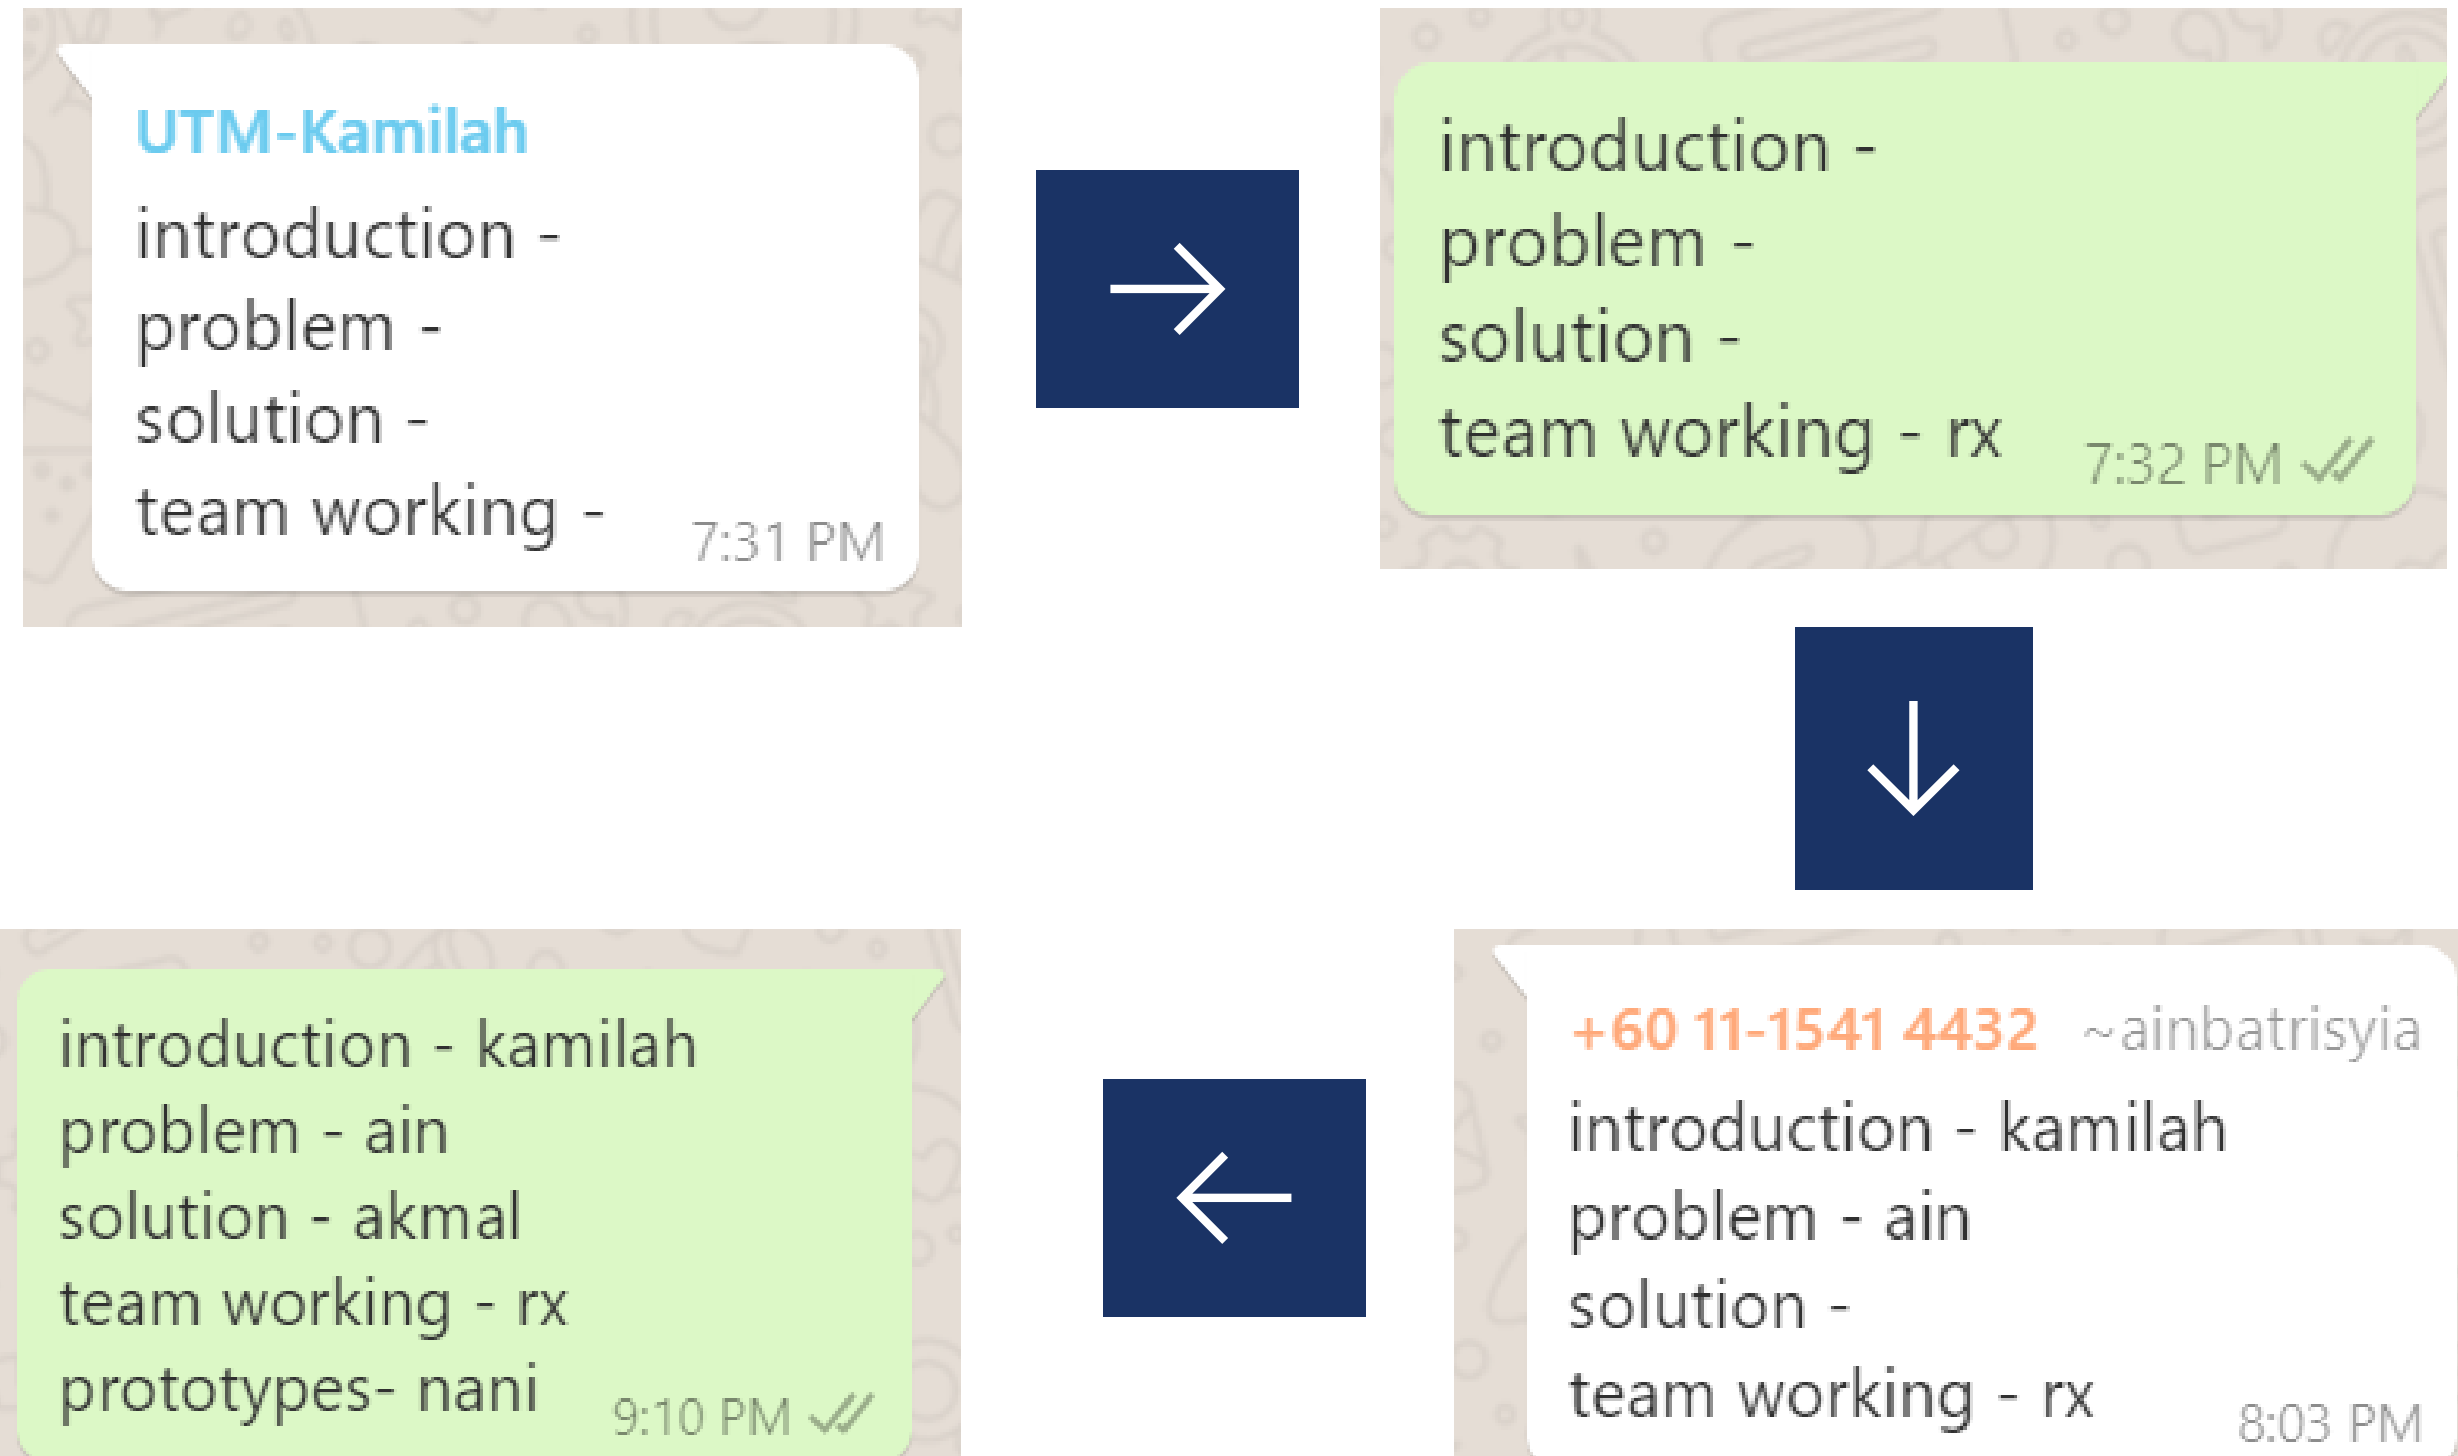 UTM-Kamilah
introduction -
problem -
solution -
team working -
7:31 PM
introduction -
problem -
solution -
team working - rx
7:32 PM
+60 11-1541 4432 ~ainbatrisyia
introduction - kamilah
problem - ain
solution -
team working - rx
8:03 PM
introduction - kamilah
problem - ain
solution - akmal
team working - rx
prototypes- nani
9:10 PM